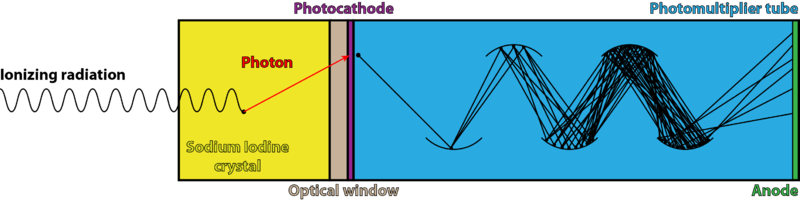 Photocathode
Photomultiplier tube
Ionizing radiation
Photon
Sodium Iodine
crystal
Optical window
Anode